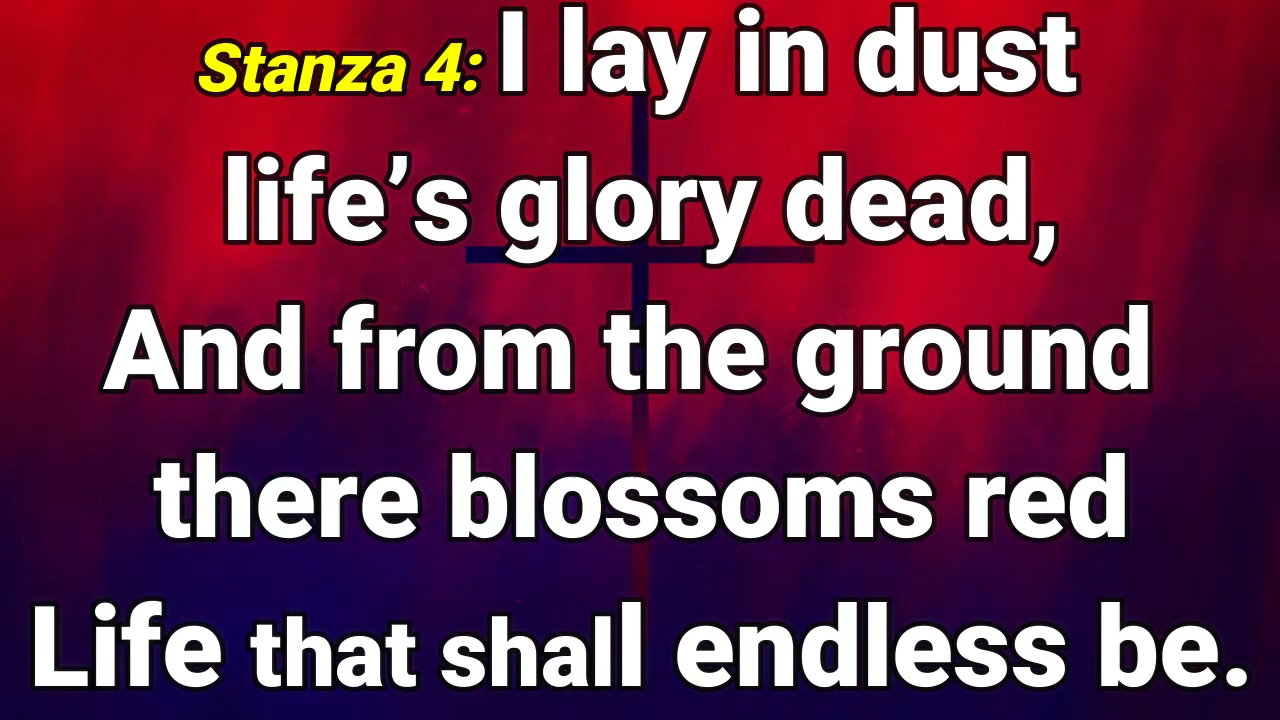 Stanza 4: I lay in dust
life’s glory dead,
And from the ground
there blossoms red
Life that shall endless be.